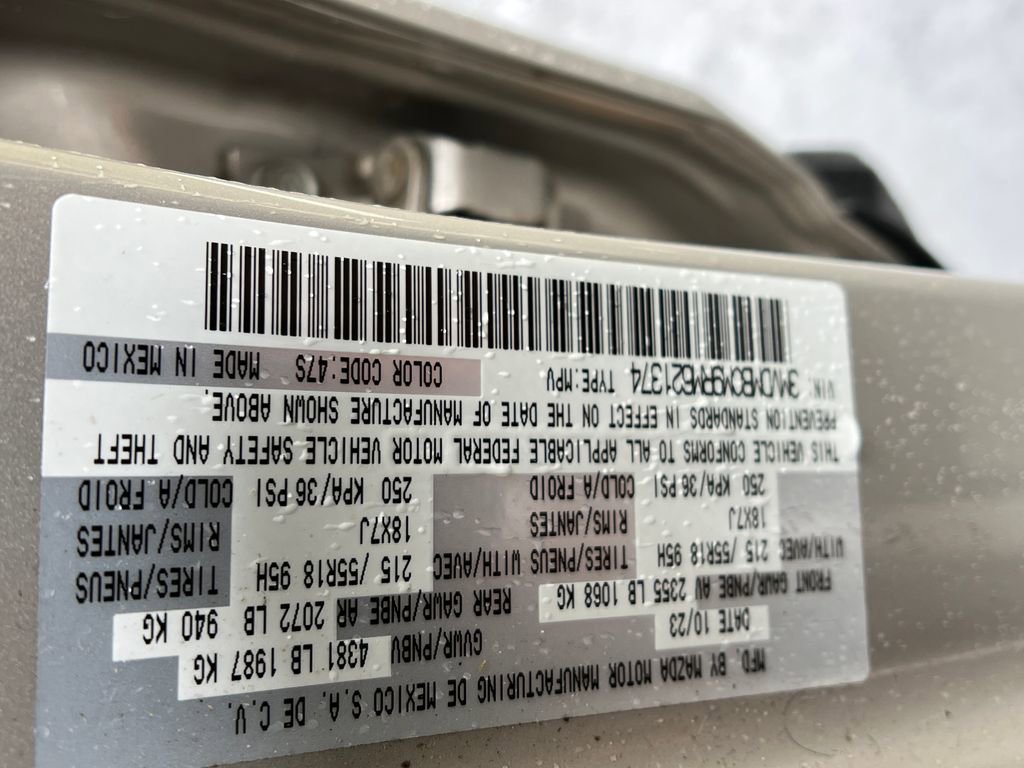 MFD. BY MAZDA MOTOR MANUFACTURING DE MEXICO S.A. DE C.V.
DATE 10/23 GVWR/PNBV 4381 LB 1987 KG
FRONT GAWR/PNBE AV 2355 LB 1068 KG REAR GAWR/PNBE AR 2072 LB 940 KG
WITH/AVEC 215 /55R18 95H TIRES/PNEUS WITH/AVEC 215 /55R18 95H TIRES/PNEUS
18X7J RIMS/JANTES 18X7J RIMS/JANTES
250 KPA/36 PSI COLD/A FROID 250 KPA/36 PSI COLD/A FROID
THIS VEHICLE CONFORMS TO ALL APPLICABLE FEDERAL MOTOR VEHICLE SAFETY AND THEFT
PREVENTION STANDARDS IN EFFECT ON THE DATE OF MANUFACTURE SHOWN ABOVE.
VIN: 3MVDMBCM9RM621374 TYPE:MPV COLOR CODE:47S MADE IN MEXICO